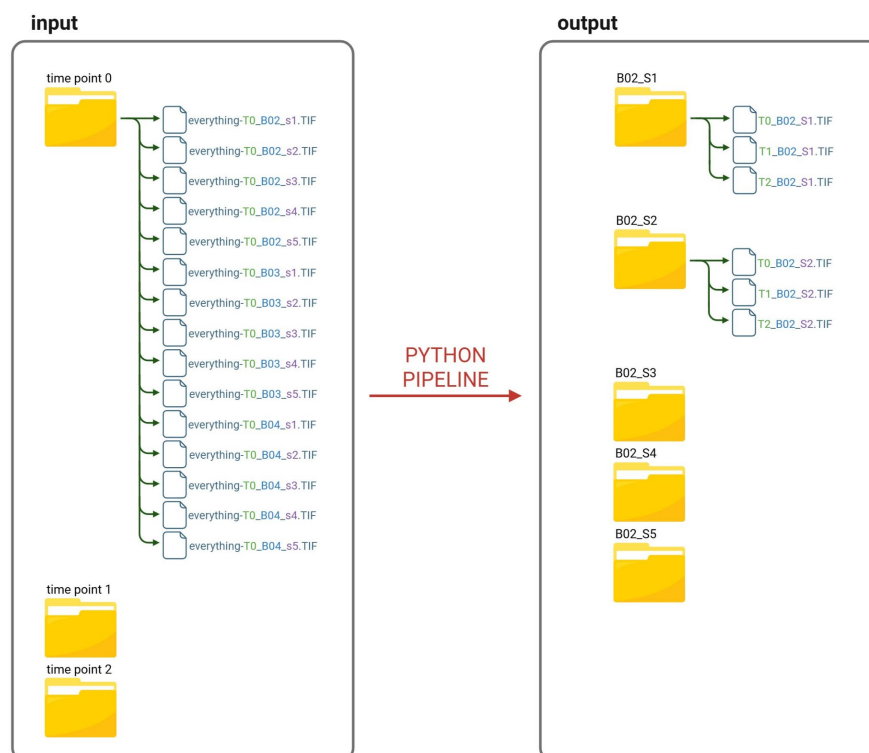 input
time point 0
everything-T0_B02_s1.TIF
everything-T0_B02_s2.TIF
everything-T0_B02_s3.TIF
everything-T0_B02_s4.TIF
everything-T0_B02_s5.TIF
everything-T0_B03_s1.TIF
everything-T0_B03_s2.TIF
everything-T0_B03_s3.TIF
everything-T0_B03_s4.TIF
everything-T0_B03_s5.TIF
everything-T0_B04_s1.TIF
everything-T0_B04_s2.TIF
everything-T0_B04_s3.TIF
everything-T0_B04_s4.TIF
everything-T0_B04_s5.TIF
time point 1
time point 2
PYTHON
PIPELINE
output
B02_S1
T0_B02_S1.TIF
T1_B02_S1.TIF
T2_B02_S1.TIF
B02_S2
T0_B02_S2.TIF
T1_B02_S2.TIF
T2_B02_S2.TIF
B02_S3
B02_S4
B02_S5